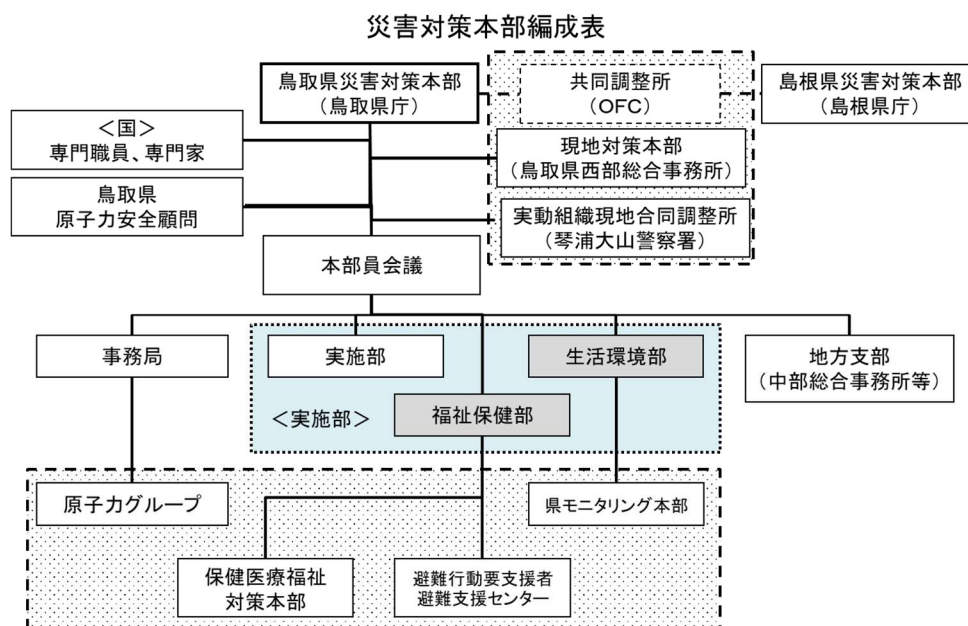 災害対策本部編成表
鳥取県災害対策本部
（鳥取県庁）
共同調整所
（OFC）
島根県災害対策本部
（島根県庁）
＜国＞
専門職員、専門家
現地対策本部
（鳥取県西部総合事務所）
鳥取県
原子力安全顧問
実動組織現地合同調整所
（琴浦大山警察署）
本部員会議
事務局
実施部
生活環境部
地方支部
（中部総合事務所等）
＜実施部＞
福祉保健部
原子力グループ
県モニタリング本部
保健医療福祉
対策本部
避難行動要支援者
避難支援センター